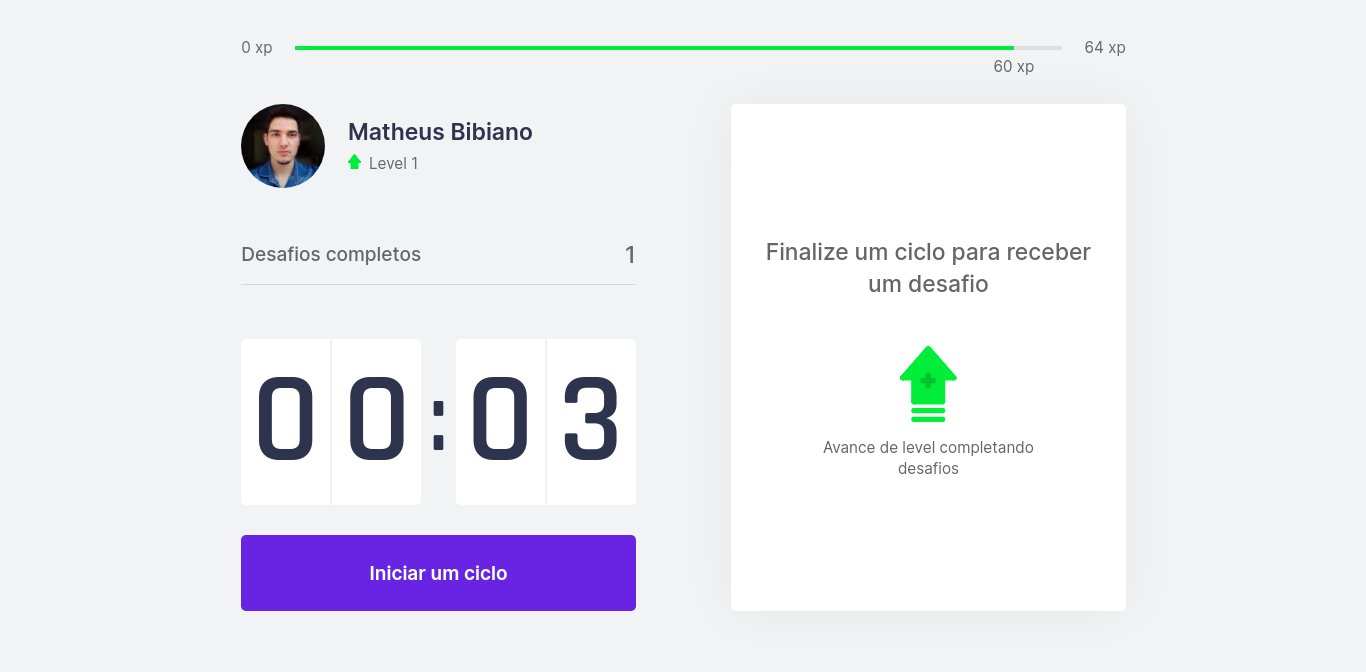 0 xp
64 xp
60 xp
Matheus Bibiano
Level 1
Desafios completos
1
00:03
Iniciar um ciclo
Finalize um ciclo para receber
um desafio
Avance de level completando
desafios